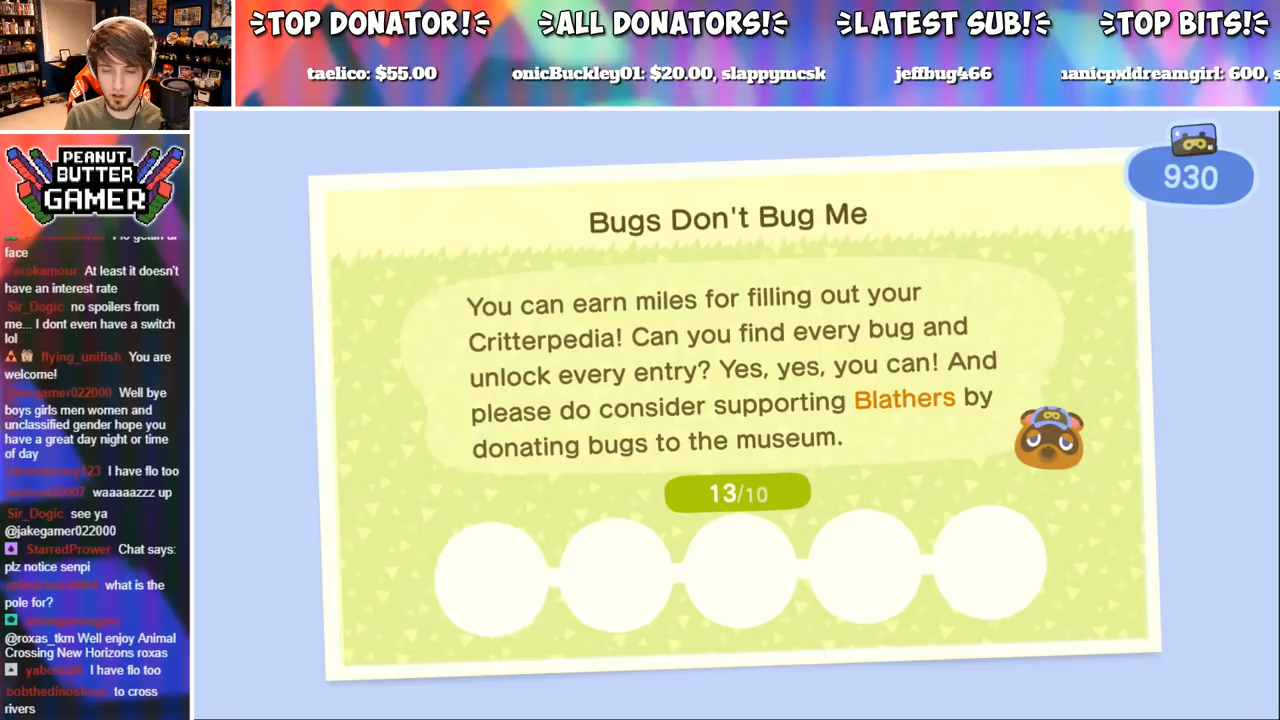 TOP DONATOR!
ALL DONATORS!
LATEST SUB!
TOP BITS!
taelico: $55.00
onicBuckley01: $20.00, slappymcsk
jeffbug466
anicpxldreamgirl: 600, s
PEANUT
BUTTER
GAMER
930
Bugs Don't Bug Me
You can earn miles for filling out your
Critterpedia! Can you find every bug and
unlock every entry? Yes, yes, you can! And
please do consider supporting Blathers by
donating bugs to the museum.
13/10
face
At least it doesn't
have an interest rate
Sir_Dogic no spoilers from
me... I dont even have a switch
lol
flying_unifish You are
welcome!
jakegamer022000 Well bye
boys girls men women and
unclassified gender hope you
have a great day night or time
of day
I have flo too
waaaaazzz up
Sir_Dogic see ya
@jakegamer022000
StarredPrower Chat says:
plz notice senpi
what is the
pole for?
@roxas_tkm Well enjoy Animal
Crossing New Horizons roxas
I have flo too
to cross
rivers